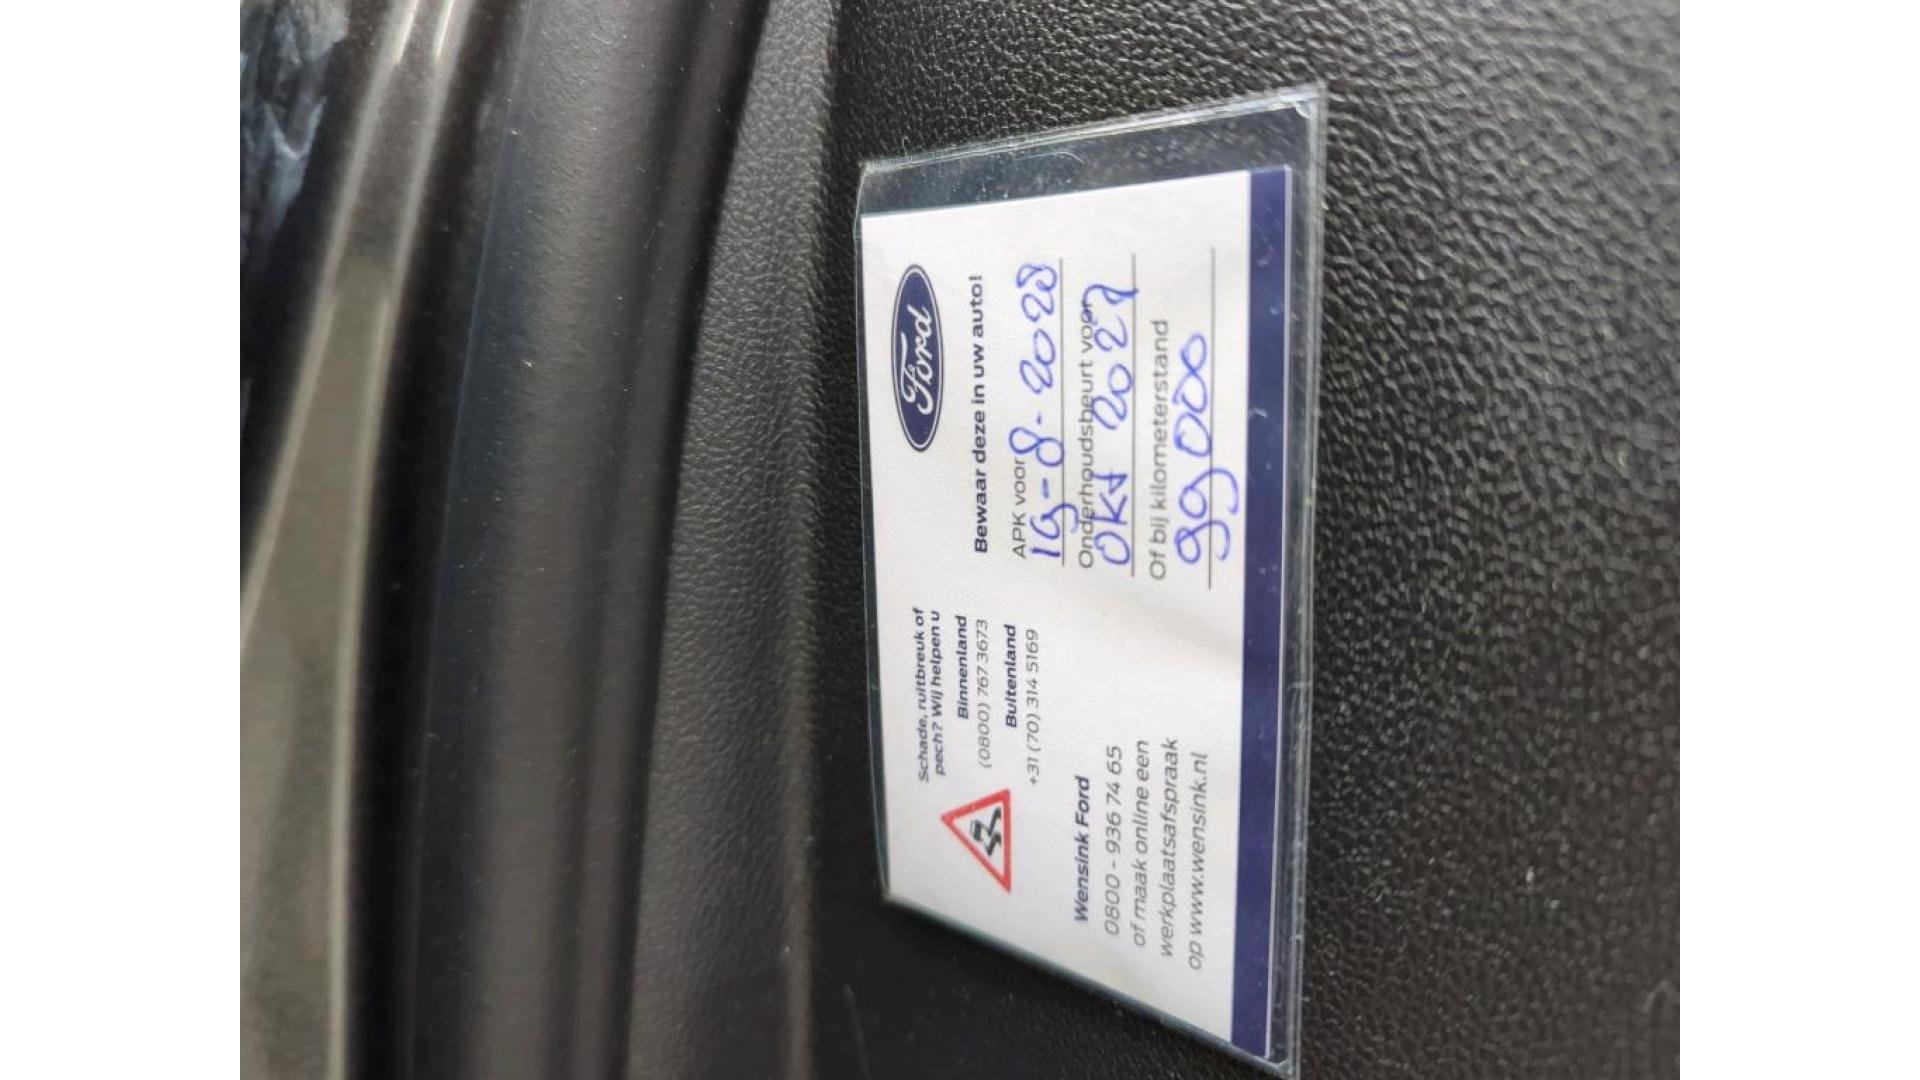 Schade, ruitbreuk of
pech? Wij helpen u
Binnenland
(0800) 767 3673
Buitenland
+31 (70) 314 5169
Wensink Ford
0800 - 936 74 65
of maak online een
werkplaatsafspraak
op www.wensink.nl
Ford
Bewaar deze in uw auto!
APK voor
19-8-2028
Onderhoudsbeurt voor
Okt 2027
Of bij kilometerstand
99000